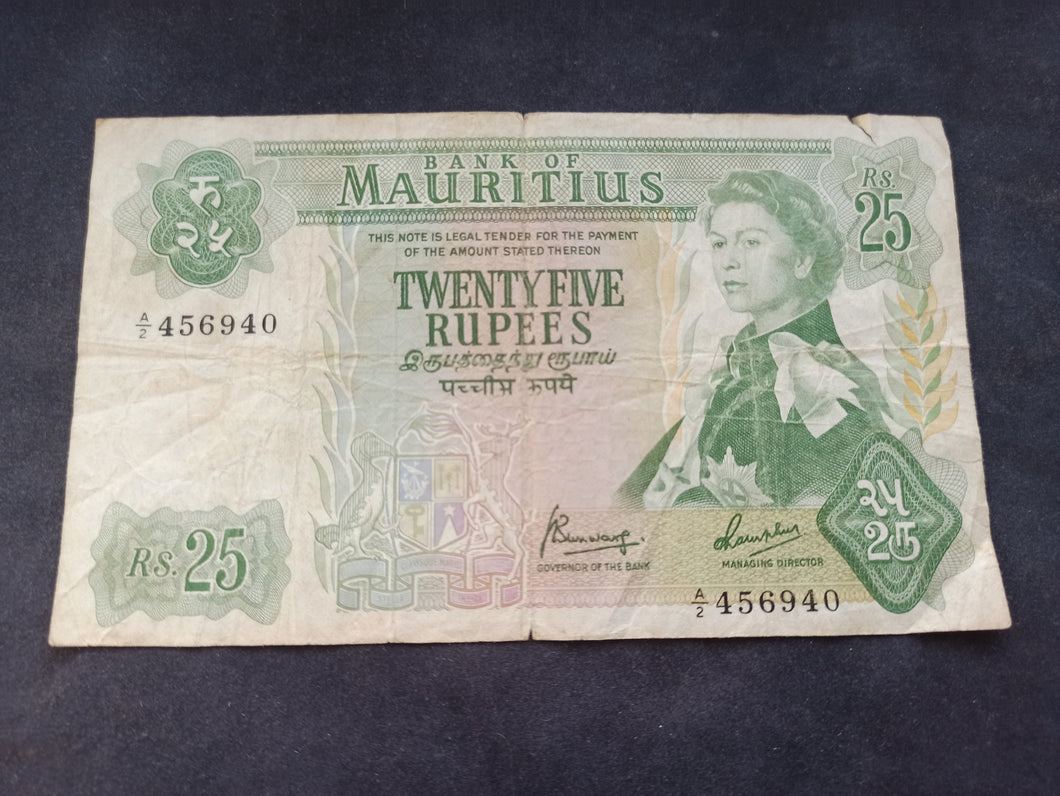 रु
२५
BANK OF
MAURITIUS
RS.
25
THIS NOTE IS LEGAL TENDER FOR THE PAYMENT
OF THE AMOUNT STATED THEREON
TWENTY FIVE
RUPEES
இருபத்தைந்து ரூபாய்
पच्चीस रुपये
A/2 456940
RS. 25
GOVERNOR OF THE BANK
MANAGING DIRECTOR
A/2 456940